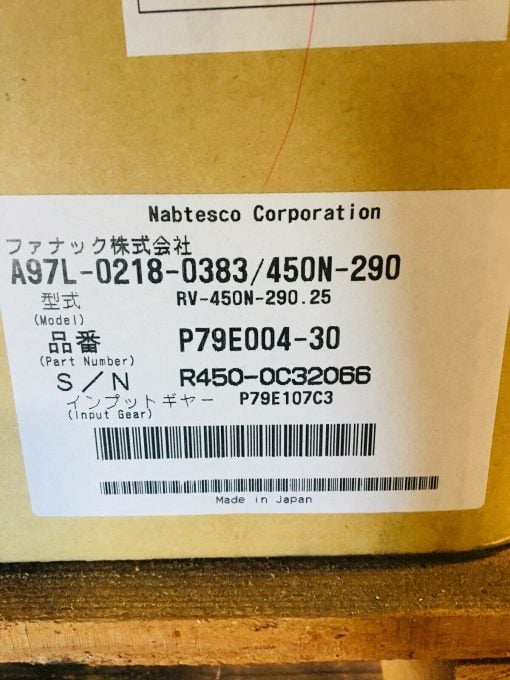 Nabtesco Corporation
ファナック株式会社
A97L-0218-0383/450N-290
型式 RV-450N-290.25
(Model)
品番 P79E004-30
(Part Number)
S/N R450-0C32066
インプットギヤー P79E107C3
(Input Gear)
Made in Japan